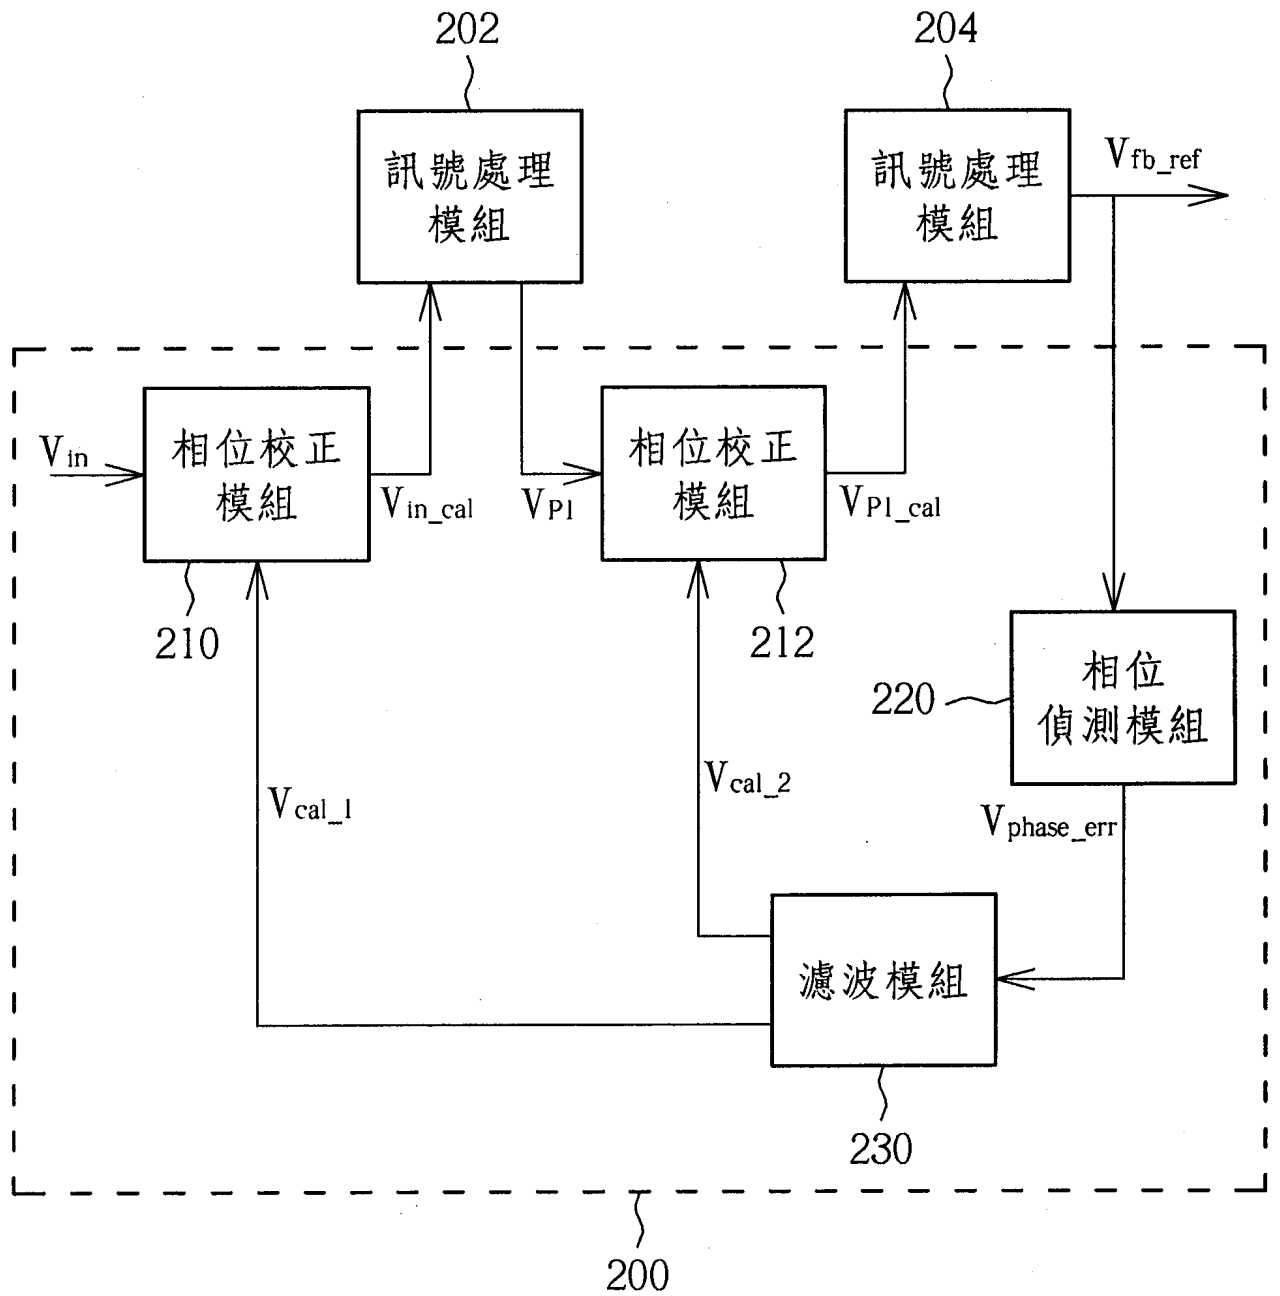 202
204
訊號處理
模組
訊號處理
模組
Vfb_ref
Vin
相位校正
模組
Vin_cal
VP1
相位校正
模組
VP1_cal
210
212
220
相位
偵測模組
Vcal_1
Vcal_2
Vphase_err
濾波模組
230
200